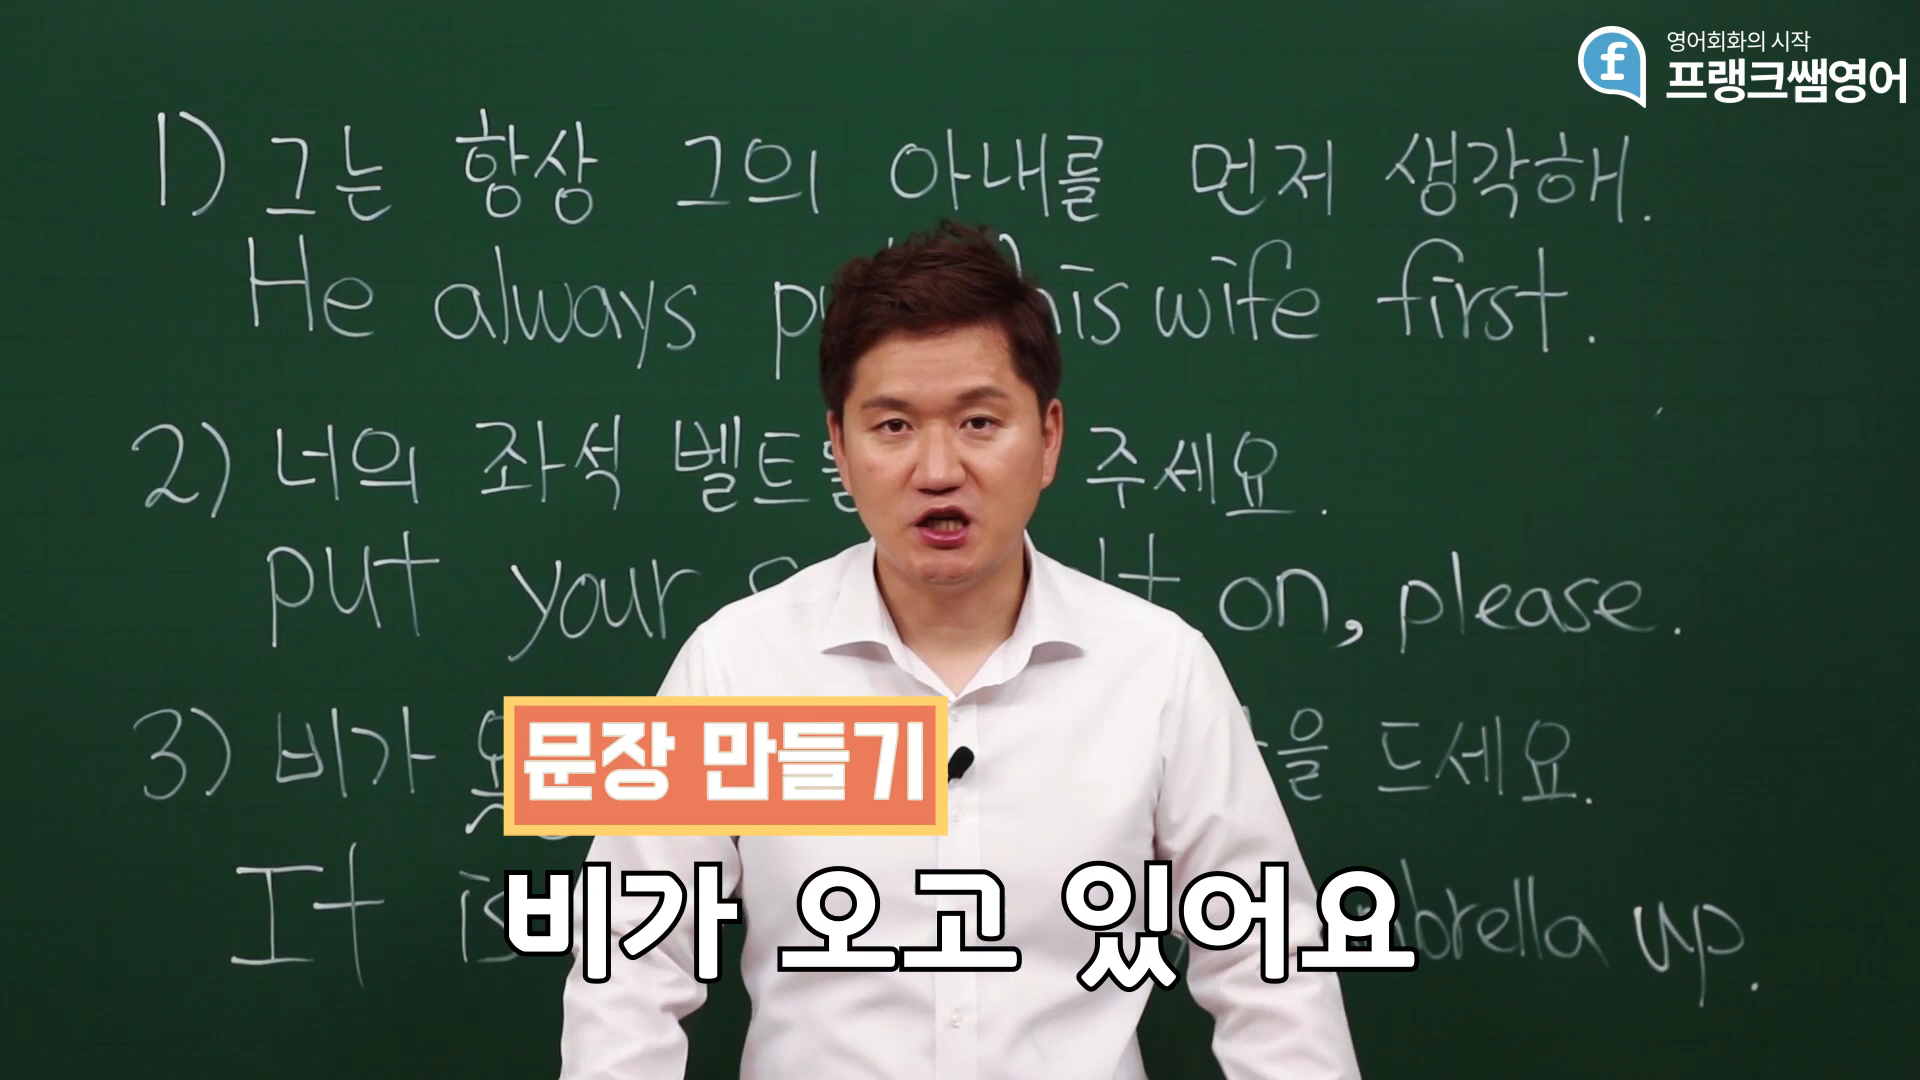 영어회화의 시작
프랭크쌤영어
1) 그는 항상 그의 아내를 먼저 생각해.
He always his wife first.
2) 너의 좌석 벨트를 주세요.
put your on, please.
3) 비가 드세요.
It is up.
문장 만들기
비가 오고 있어요